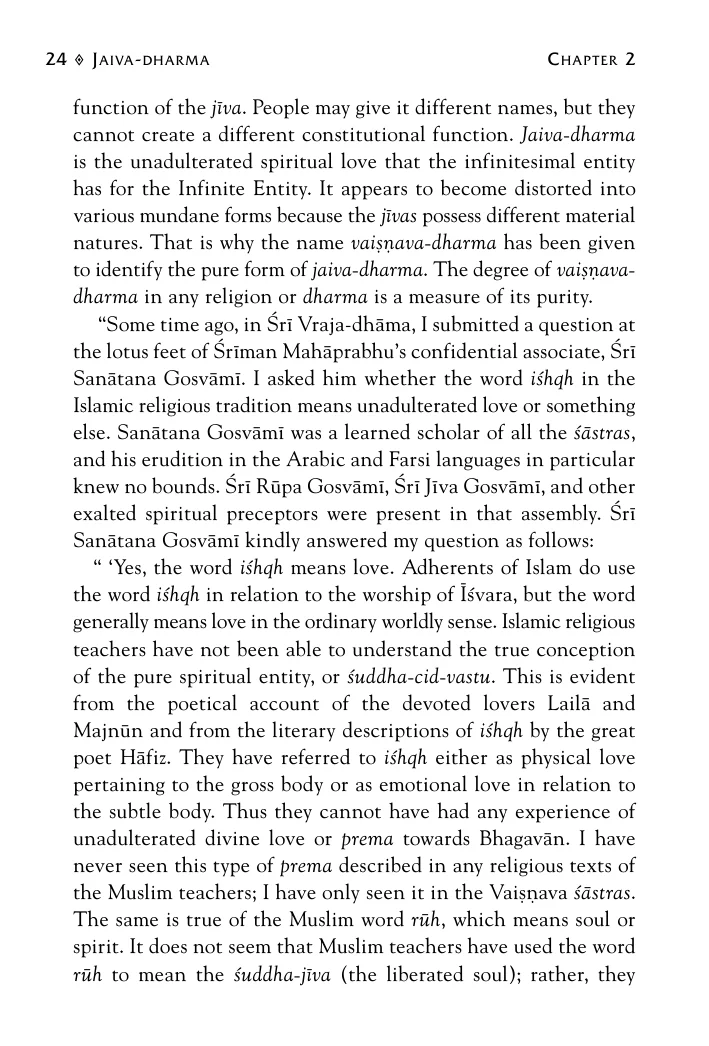 24 ◈ JAIVA-DHARMA CHAPTER 2
function of the jīva. People may give it different names, but they
cannot create a different constitutional function. Jaiva-dharma
is the unadulterated spiritual love that the infinitesimal entity
has for the Infinite Entity. It appears to become distorted into
various mundane forms because the jīvas possess different material
natures. That is why the name vaiṣṇava-dharma has been given
to identify the pure form of jaiva-dharma. The degree of vaiṣṇava-
dharma in any religion or dharma is a measure of its purity.
“Some time ago, in Śrī Vraja-dhāma, I submitted a question at
the lotus feet of Śrīman Mahāprabhu’s confidential associate, Śrī
Sanātana Gosvāmī. I asked him whether the word iśhqh in the
Islamic religious tradition means unadulterated love or something
else. Sanātana Gosvāmī was a learned scholar of all the śāstras,
and his erudition in the Arabic and Farsi languages in particular
knew no bounds. Śrī Rūpa Gosvāmī, Śrī Jīva Gosvāmī, and other
exalted spiritual preceptors were present in that assembly. Śrī
Sanātana Gosvāmī kindly answered my question as follows:
“ ‘Yes, the word iśhqh means love. Adherents of Islam do use
the word iśhqh in relation to the worship of Īśvara, but the word
generally means love in the ordinary worldly sense. Islamic religious
teachers have not been able to understand the true conception
of the pure spiritual entity, or śuddha-cid-vastu. This is evident
from the poetical account of the devoted lovers Lailā and
Majnūn and from the literary descriptions of iśhqh by the great
poet Hāfiz. They have referred to iśhqh either as physical love
pertaining to the gross body or as emotional love in relation to
the subtle body. Thus they cannot have had any experience of
unadulterated divine love or prema towards Bhagavān. I have
never seen this type of prema described in any religious texts of
the Muslim teachers; I have only seen it in the Vaiṣṇava śāstras.
The same is true of the Muslim word rūh, which means soul or
spirit. It does not seem that Muslim teachers have used the word
rūh to mean the śuddha-jīva (the liberated soul); rather, they